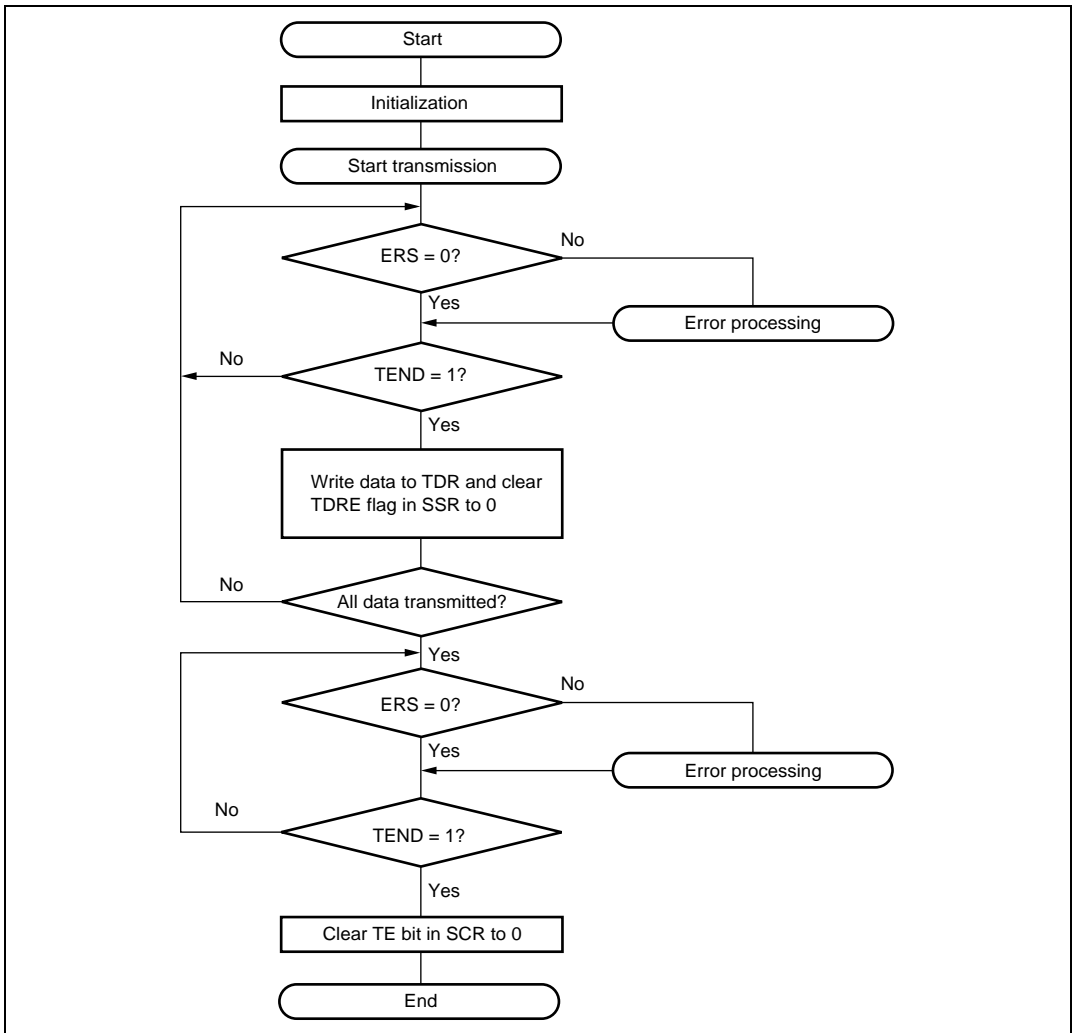 Start
Initialization
Start transmission
ERS = 0?
No
Yes
Error processing
No
TEND = 1?
Yes
Write data to TDR and clear
TDRE flag in SSR to 0
No
All data transmitted?
Yes
ERS = 0?
No
Yes
Error processing
No
TEND = 1?
Yes
Clear TE bit in SCR to 0
End